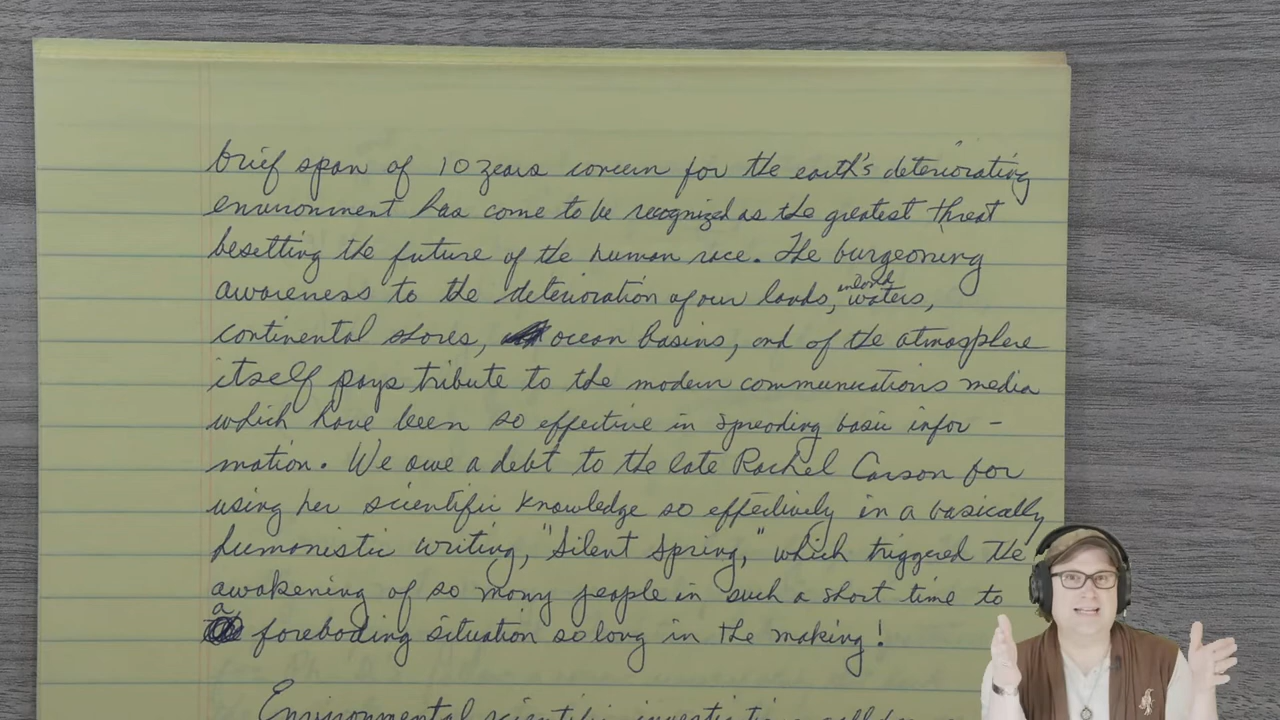 brief span of 10 years concern for the earth's deteriorating
environment has come to be recognized as the greatest threat
besetting the future of the human race. The burgeoning
awareness to the deterioration of our lands, inland waters,
continental shores, ocean basins, and of the atmosphere
itself pays tribute to the modern communications media
which have been so effective in spreading basic infor-
mation. We owe a debt to the late Rachel Carson for
using her scientific knowledge so effectively in a basically
humanistic writing, "Silent Spring," which triggered the
awakening of so many people in such a short time to
a foreboding situation so long in the making!
Environmental scientific